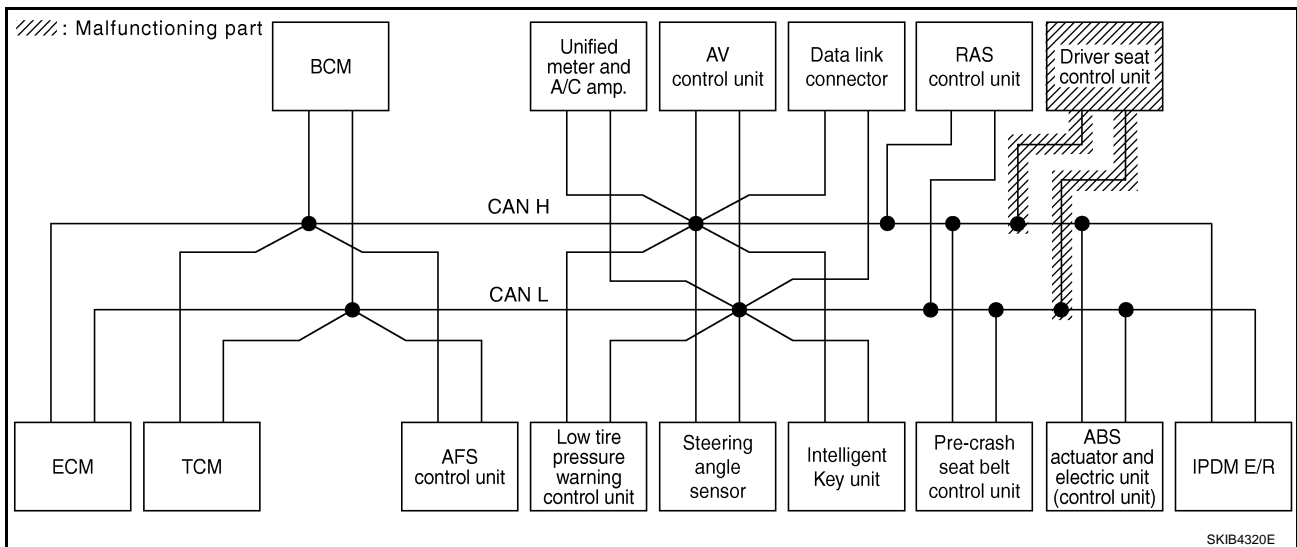 : Malfunctioning part
BCM
Unified
meter and
A/C amp.
AV
control unit
Data link
connector
RAS
control unit
Driver seat
control unit
CAN H
CAN L
ECM
TCM
AFS
control unit
Low tire
pressure
warning
control unit
Steering
angle
sensor
Intelligent
Key unit
Pre-crash
seat belt
control unit
ABS
actuator and
electric unit
(control unit)
IPDM E/R
SKIB4320E